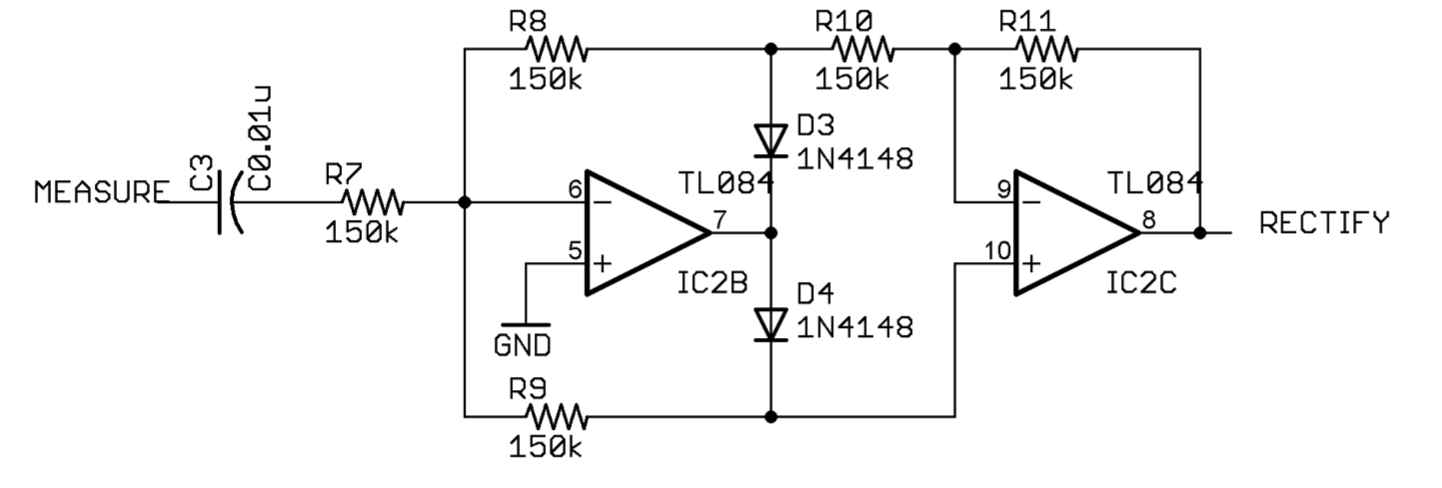 R8
150k
R10
150k
R11
150k
D3
1N4148
C3
C0.01u
MEASURE
R7
150k
6
5
7
TL084
IC2B
GND
9
10
8
TL084
IC2C
RECTIFY
D4
1N4148
R9
150k